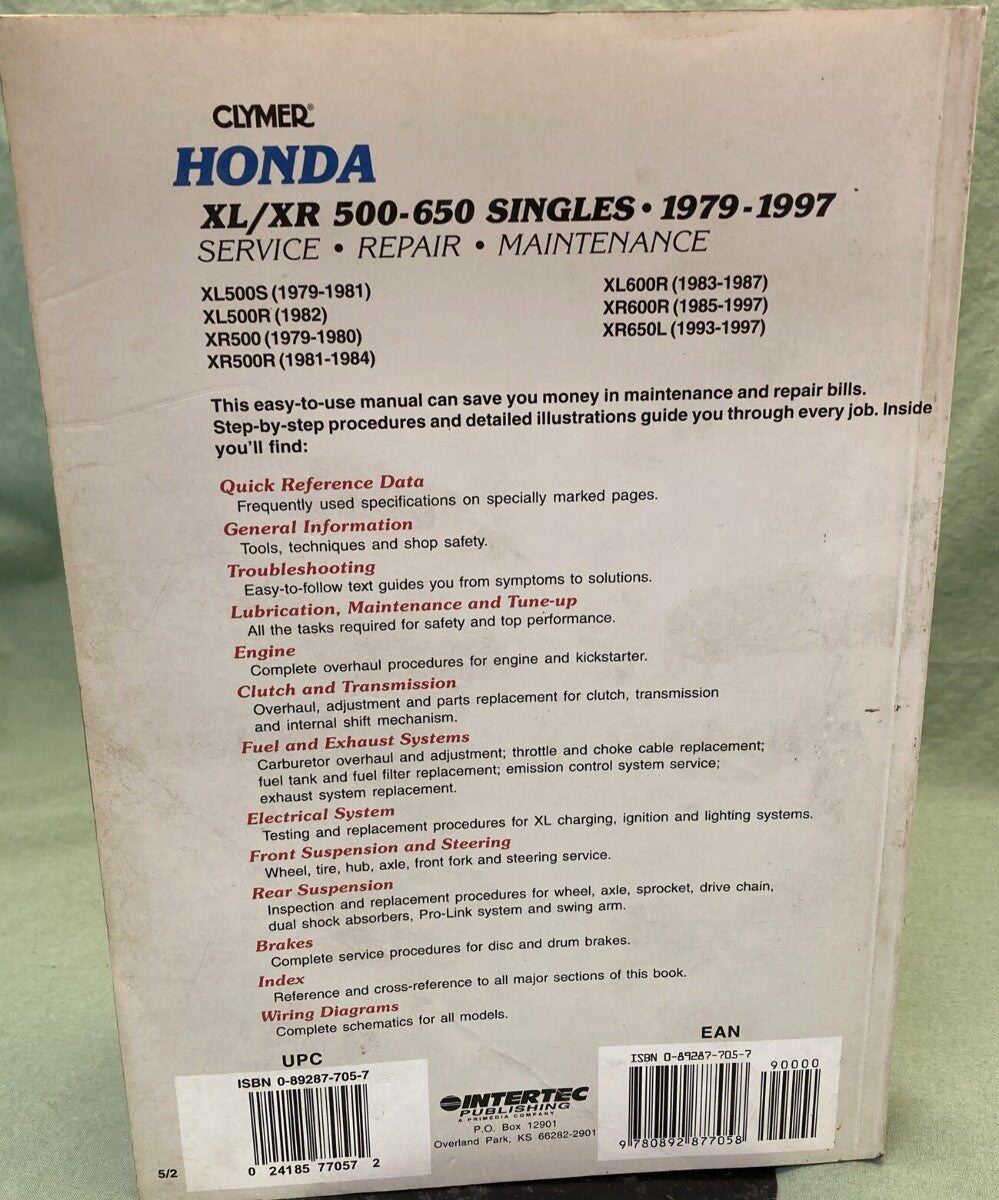 CLYMER®
HONDA
XL/XR 500-650 SINGLES • 1979-1997
SERVICE • REPAIR • MAINTENANCE
XL500S (1979-1981)
XL500R (1982)
XR500 (1979-1980)
XR500R (1981-1984)
XL600R (1983-1987)
XR600R (1985-1997)
XR650L (1993-1997)
This easy-to-use manual can save you money in maintenance and repair bills.
Step-by-step procedures and detailed illustrations guide you through every job. Inside
you'll find:
Quick Reference Data
Frequently used specifications on specially marked pages.
General Information
Tools, techniques and shop safety.
Troubleshooting
Easy-to-follow text guides you from symptoms to solutions.
Lubrication, Maintenance and Tune-up
All the tasks required for safety and top performance.
Engine
Complete overhaul procedures for engine and kickstarter.
Clutch and Transmission
Overhaul, adjustment and parts replacement for clutch, transmission
and internal shift mechanism.
Fuel and Exhaust Systems
Carburetor overhaul and adjustment; throttle and choke cable replacement;
fuel tank and fuel filter replacement; emission control system service;
exhaust system replacement.
Electrical System
Testing and replacement procedures for XL charging, ignition and lighting systems.
Front Suspension and Steering
Wheel, tire, hub, axle, front fork and steering service.
Rear Suspension
Inspection and replacement procedures for wheel, axle, sprocket, drive chain,
dual shock absorbers, Pro-Link system and swing arm.
Brakes
Complete service procedures for disc and drum brakes.
Index
Reference and cross-reference to all major sections of this book.
Wiring Diagrams
Complete schematics for all models.
UPC
ISBN 0-89287-705-7
0 24185 77057 2
5/2
INTERTEC
PUBLISHING
A PRIMEDIA COMPANY
P.O. Box 12901
Overland Park, KS 66282-2901
EAN
ISBN 0-89287-705-7
90000
9 780892 877058